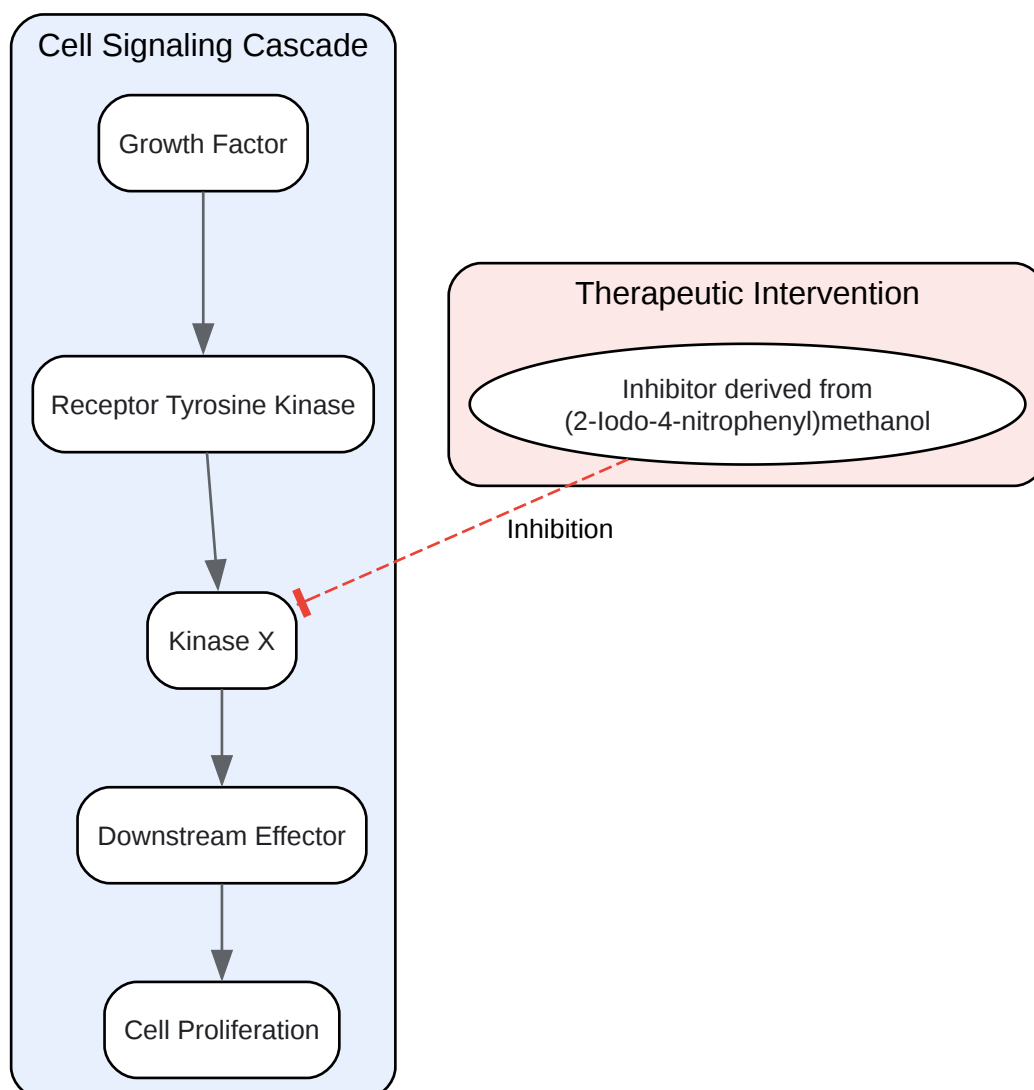 Cell Signaling Cascade
Growth Factor
Therapeutic Intervention
Receptor Tyrosine Kinase
Inhibitor derived from
(2-Iodo-4-nitrophenyl)methanol
Inhibition
Kinase X
Downstream Effector
Cell Proliferation